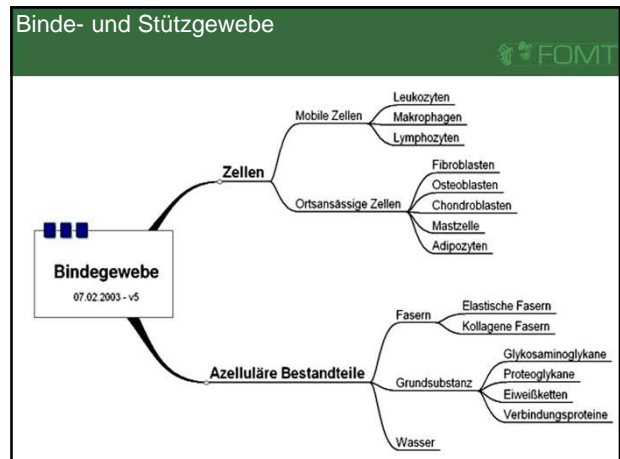 Binde- und Stützgewebe
FOMT
Bindegewebe
07.02.2003 - v5
Zellen
Mobile Zellen
Leukozyten
Makrophagen
Lymphozyten
Ortsansässige Zellen
Fibroblasten
Osteoblasten
Chondroblasten
Mastzelle
Adipozyten
Azelluläre Bestandteile
Fasern
Elastische Fasern
Kollagene Fasern
Grundsubstanz
Glykosaminoglykane
Proteoglykane
Eiweißketten
Verbindungsproteine
Wasser